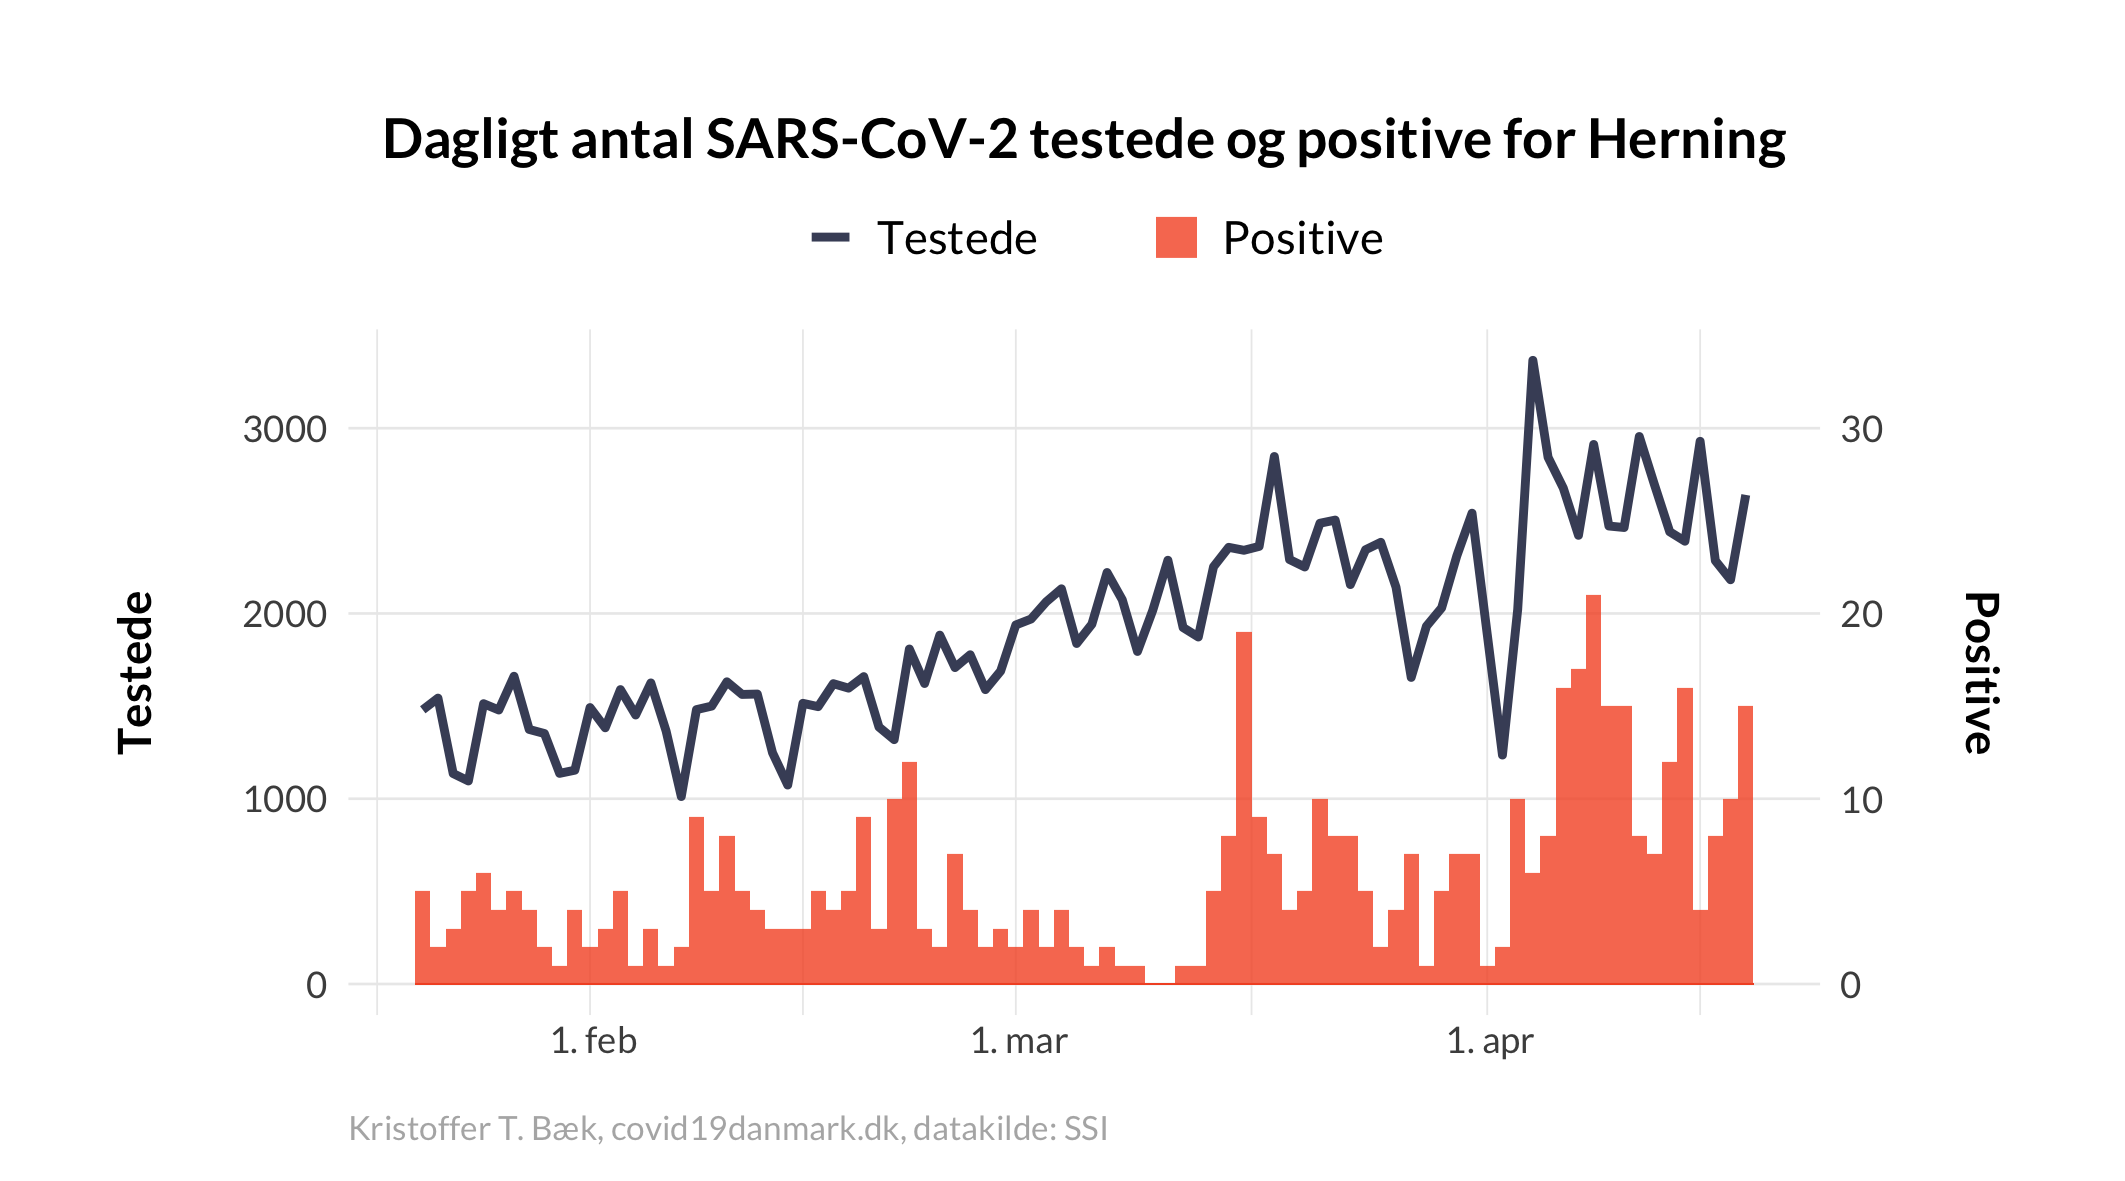 Dagligt antal SARS-CoV-2 testede og positive for Herning
Testede
Positive
3000
2000
1000
0
Testede
30
20
10
0
Positive
1. feb
1. mar
1. apr
Kristoffer T. Bæk, covid19danmark.dk, datakilde: SSI